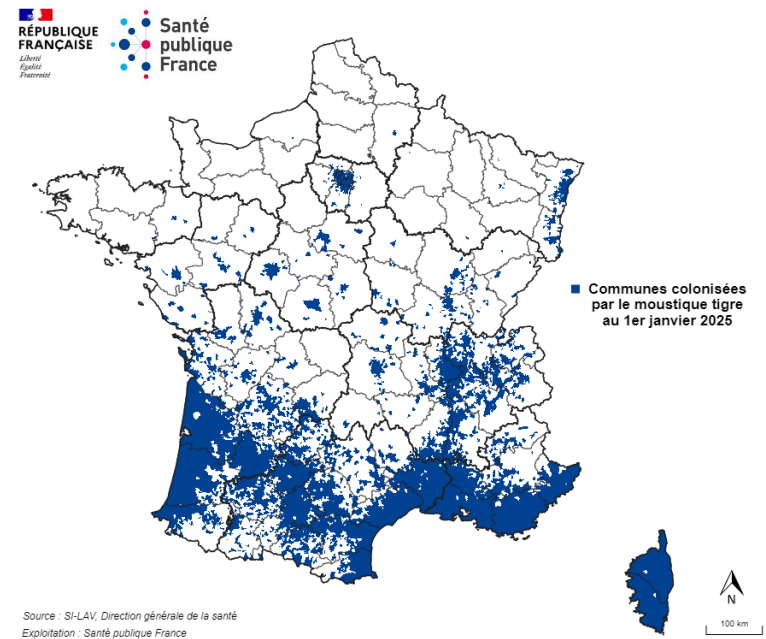 RÉPUBLIQUE
FRANÇAISE
Liberté
Égalité
Fraternité
Santé
publique
France
Communes colonisées
par le moustique tigre
au 1er janvier 2025
N
100 km
Source : SI-LAV, Direction générale de la santé
Exploitation : Santé publique France